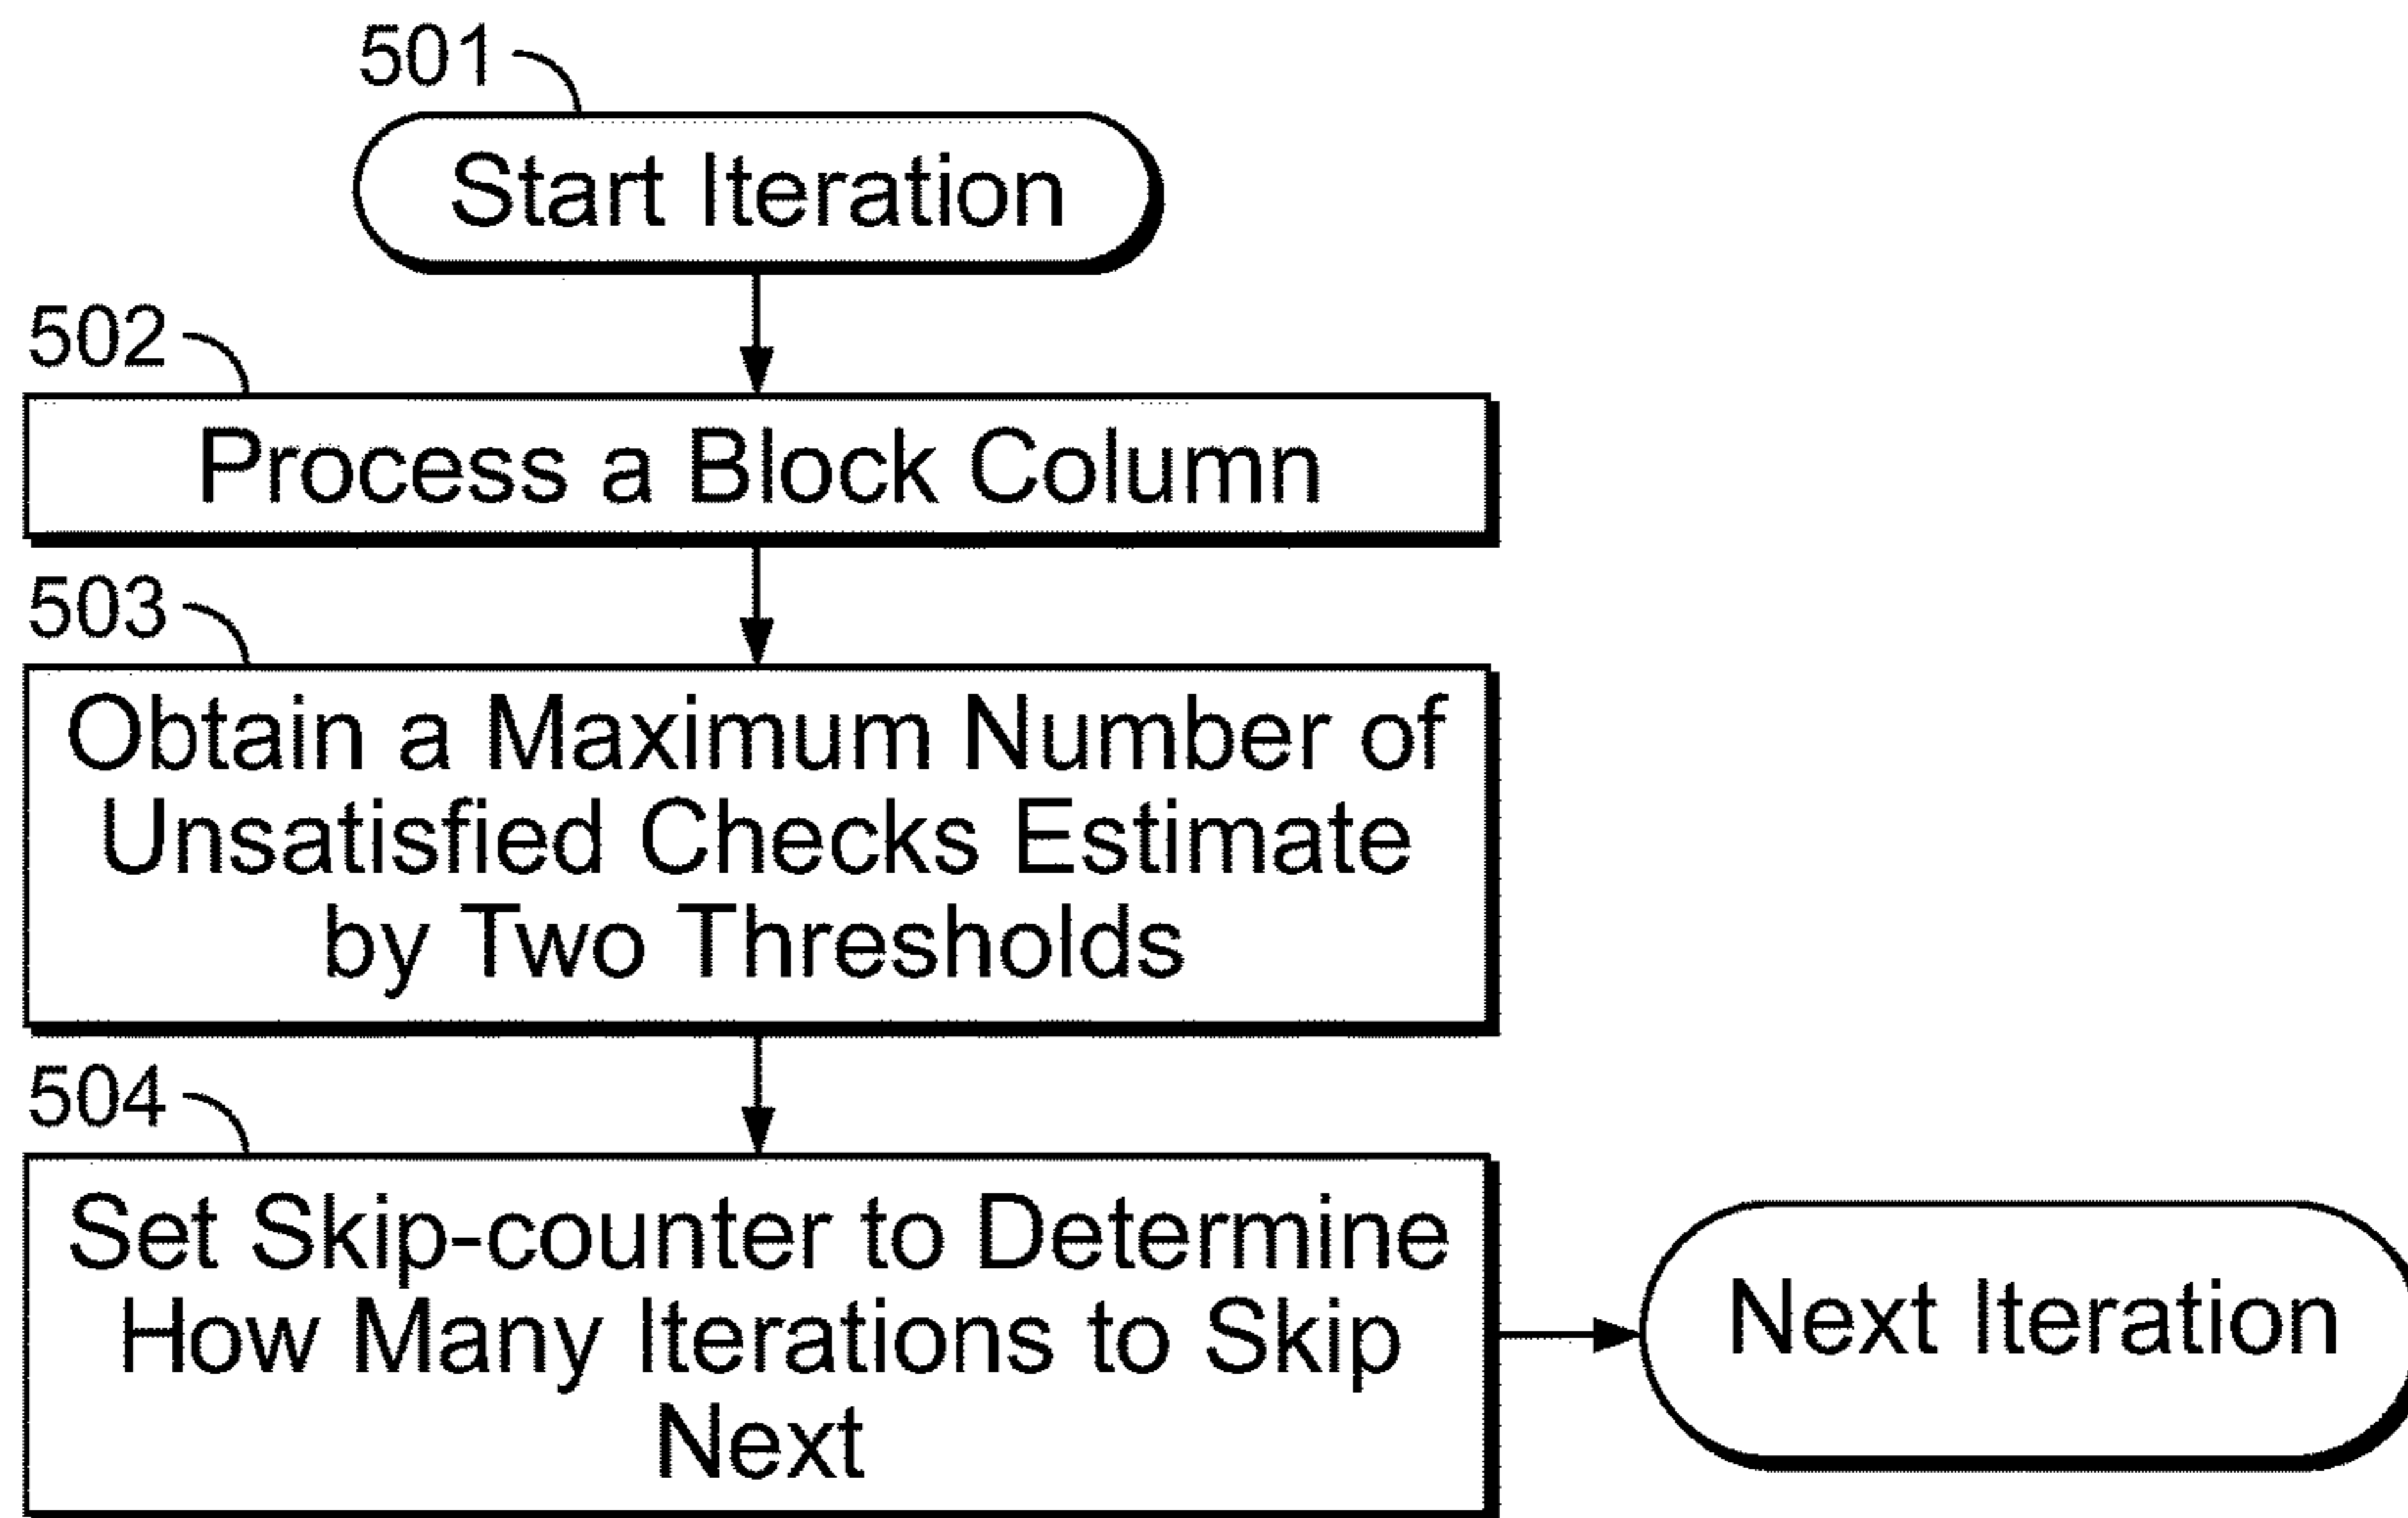 501
Start Iteration
502
Process a Block Column
503
Obtain a Maximum Number of
Unsatisfied Checks Estimate
by Two Thresholds
504
Set Skip-counter to Determine
How Many Iterations to Skip
Next
Next Iteration